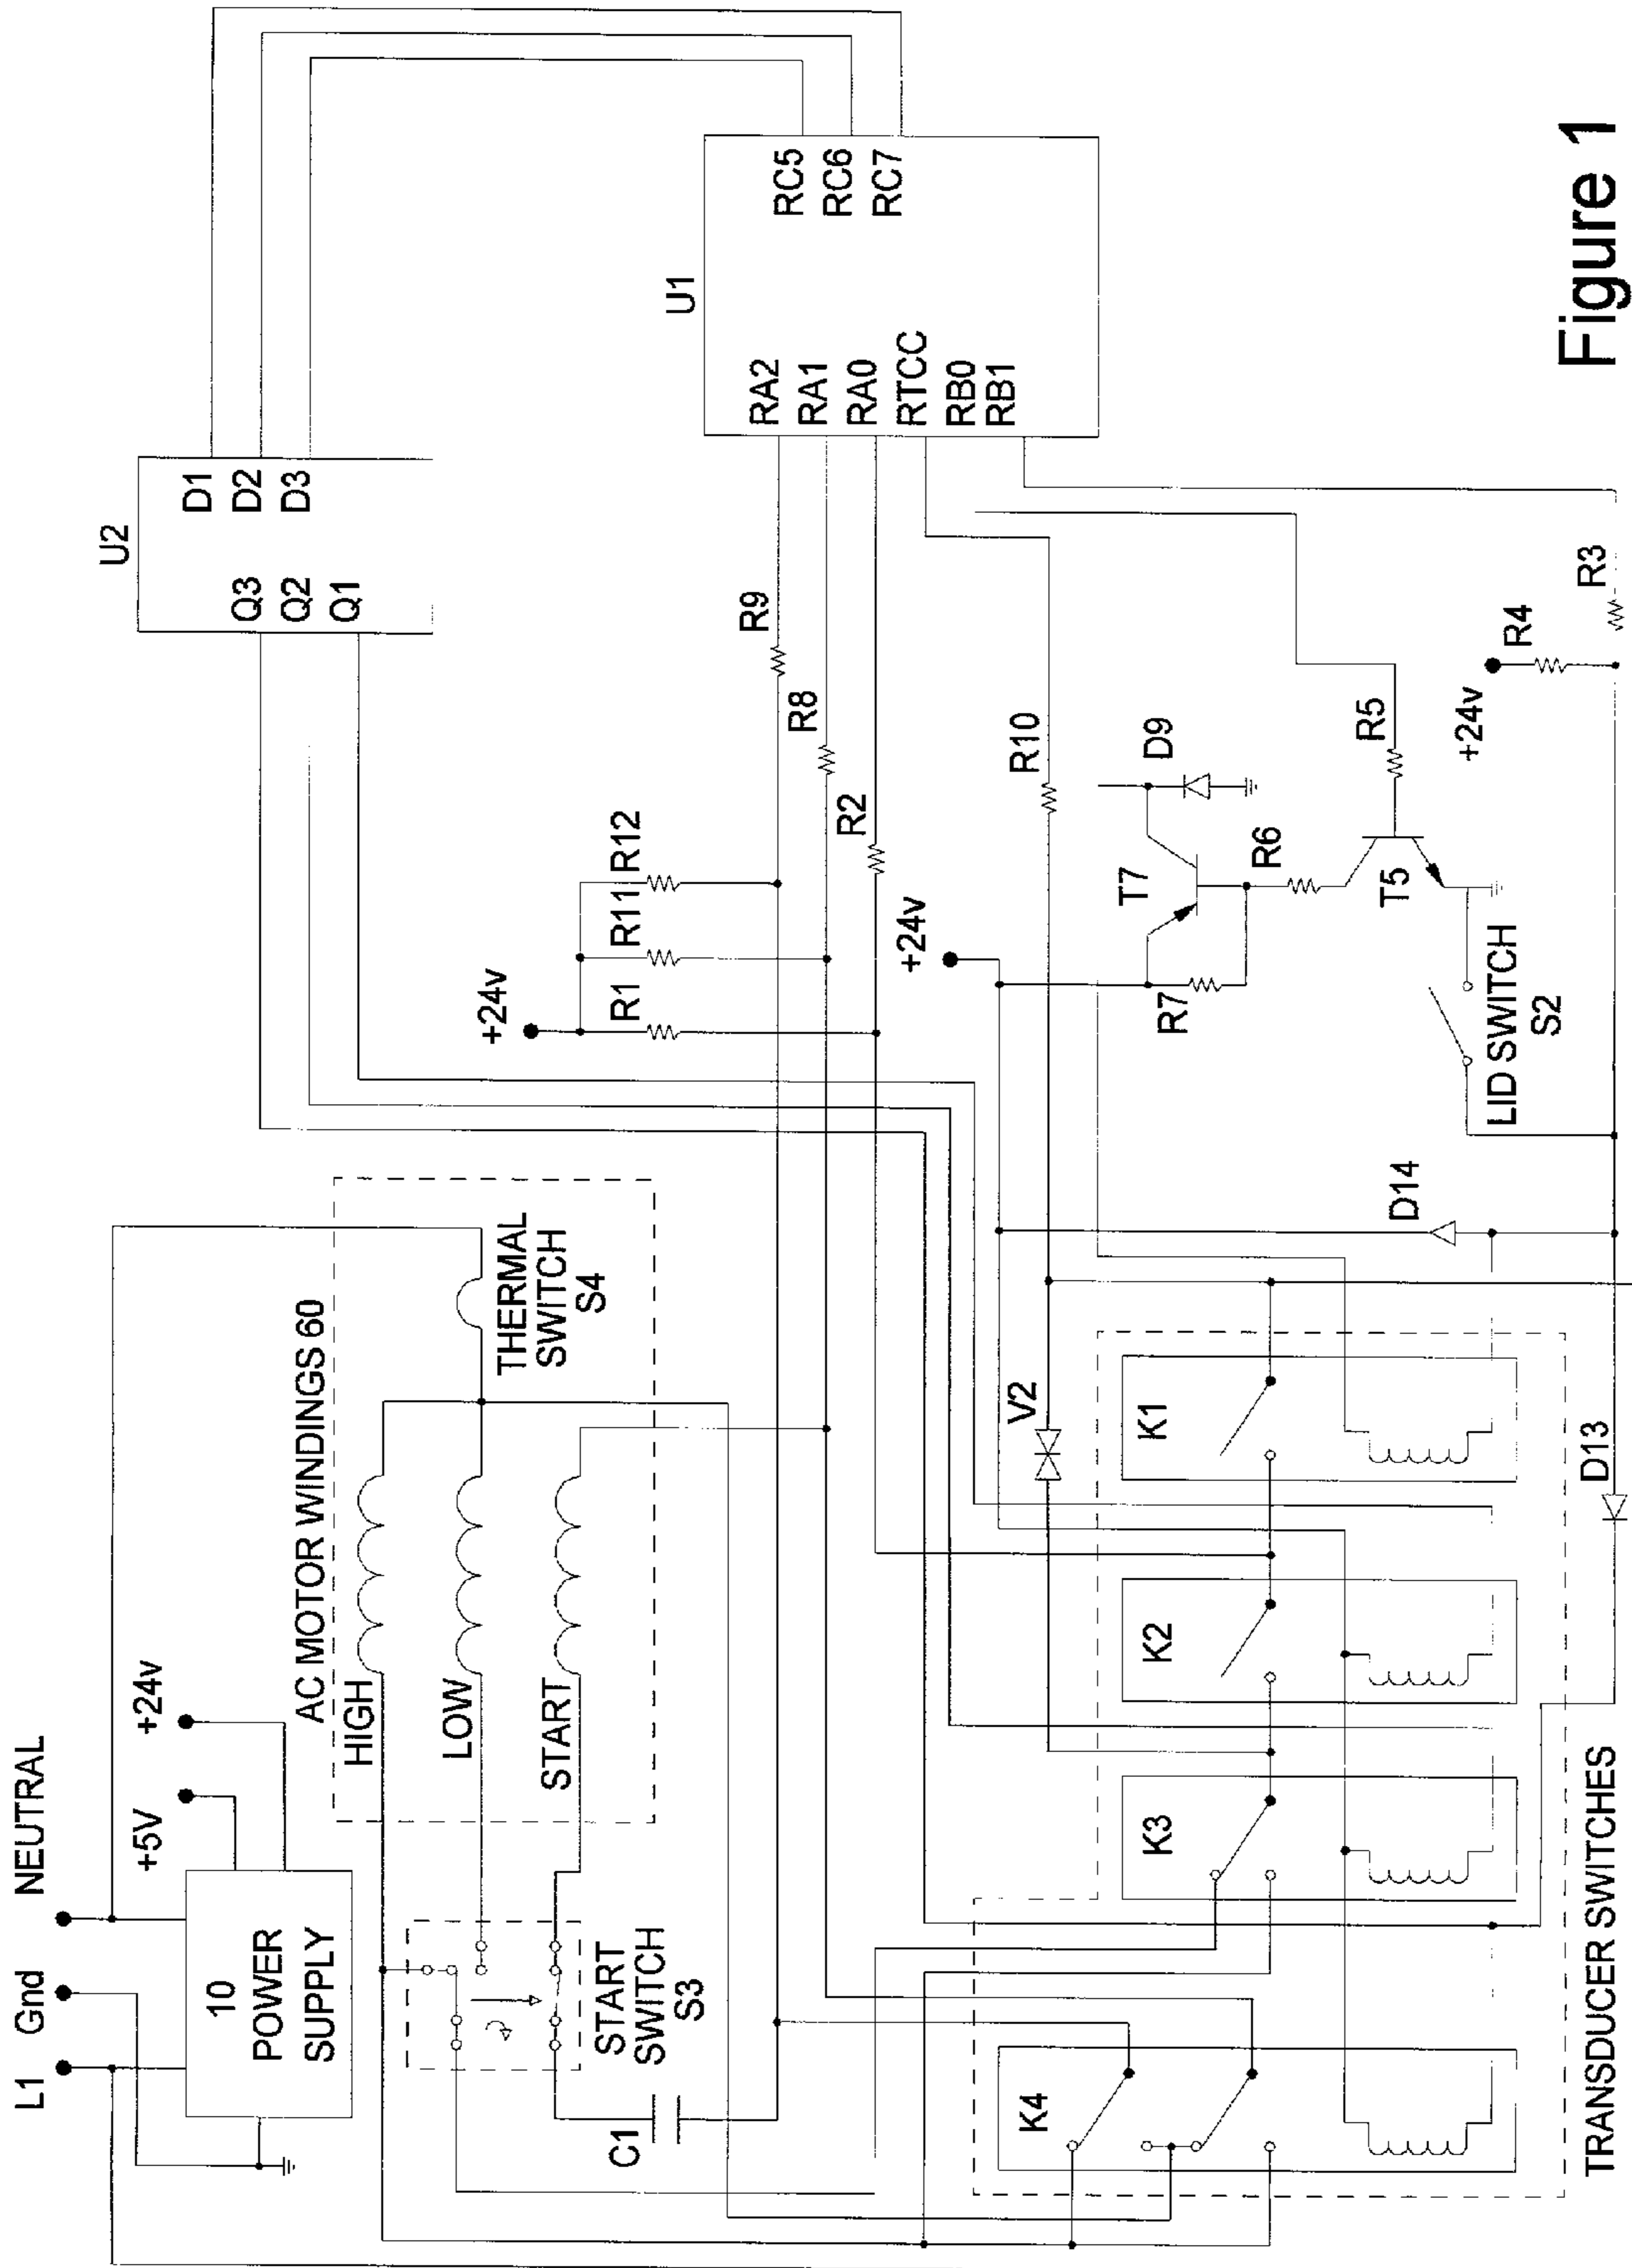 L1
Gnd
NEUTRAL
10
POWER
SUPPLY
+5V
+24v
AC MOTOR WINDINGS 60
HIGH
LOW
START
THERMAL
SWITCH
S4
START
SWITCH
S3
C1
U2
Q3
Q2
Q1
D1
D2
D3
+24v
R1
R11
R12
R9
R8
R2
U1
RA2
RA1
RA0
RTCC
RB0
RB1
RC5
RC6
RC7
+24v
R10
T7
D9
R7
R6
T5
R5
LID SWITCH
S2
+24v
R4
R3
D14
D13
V2
K4
K3
K2
K1
TRANSDUCER SWITCHES
Figure 1